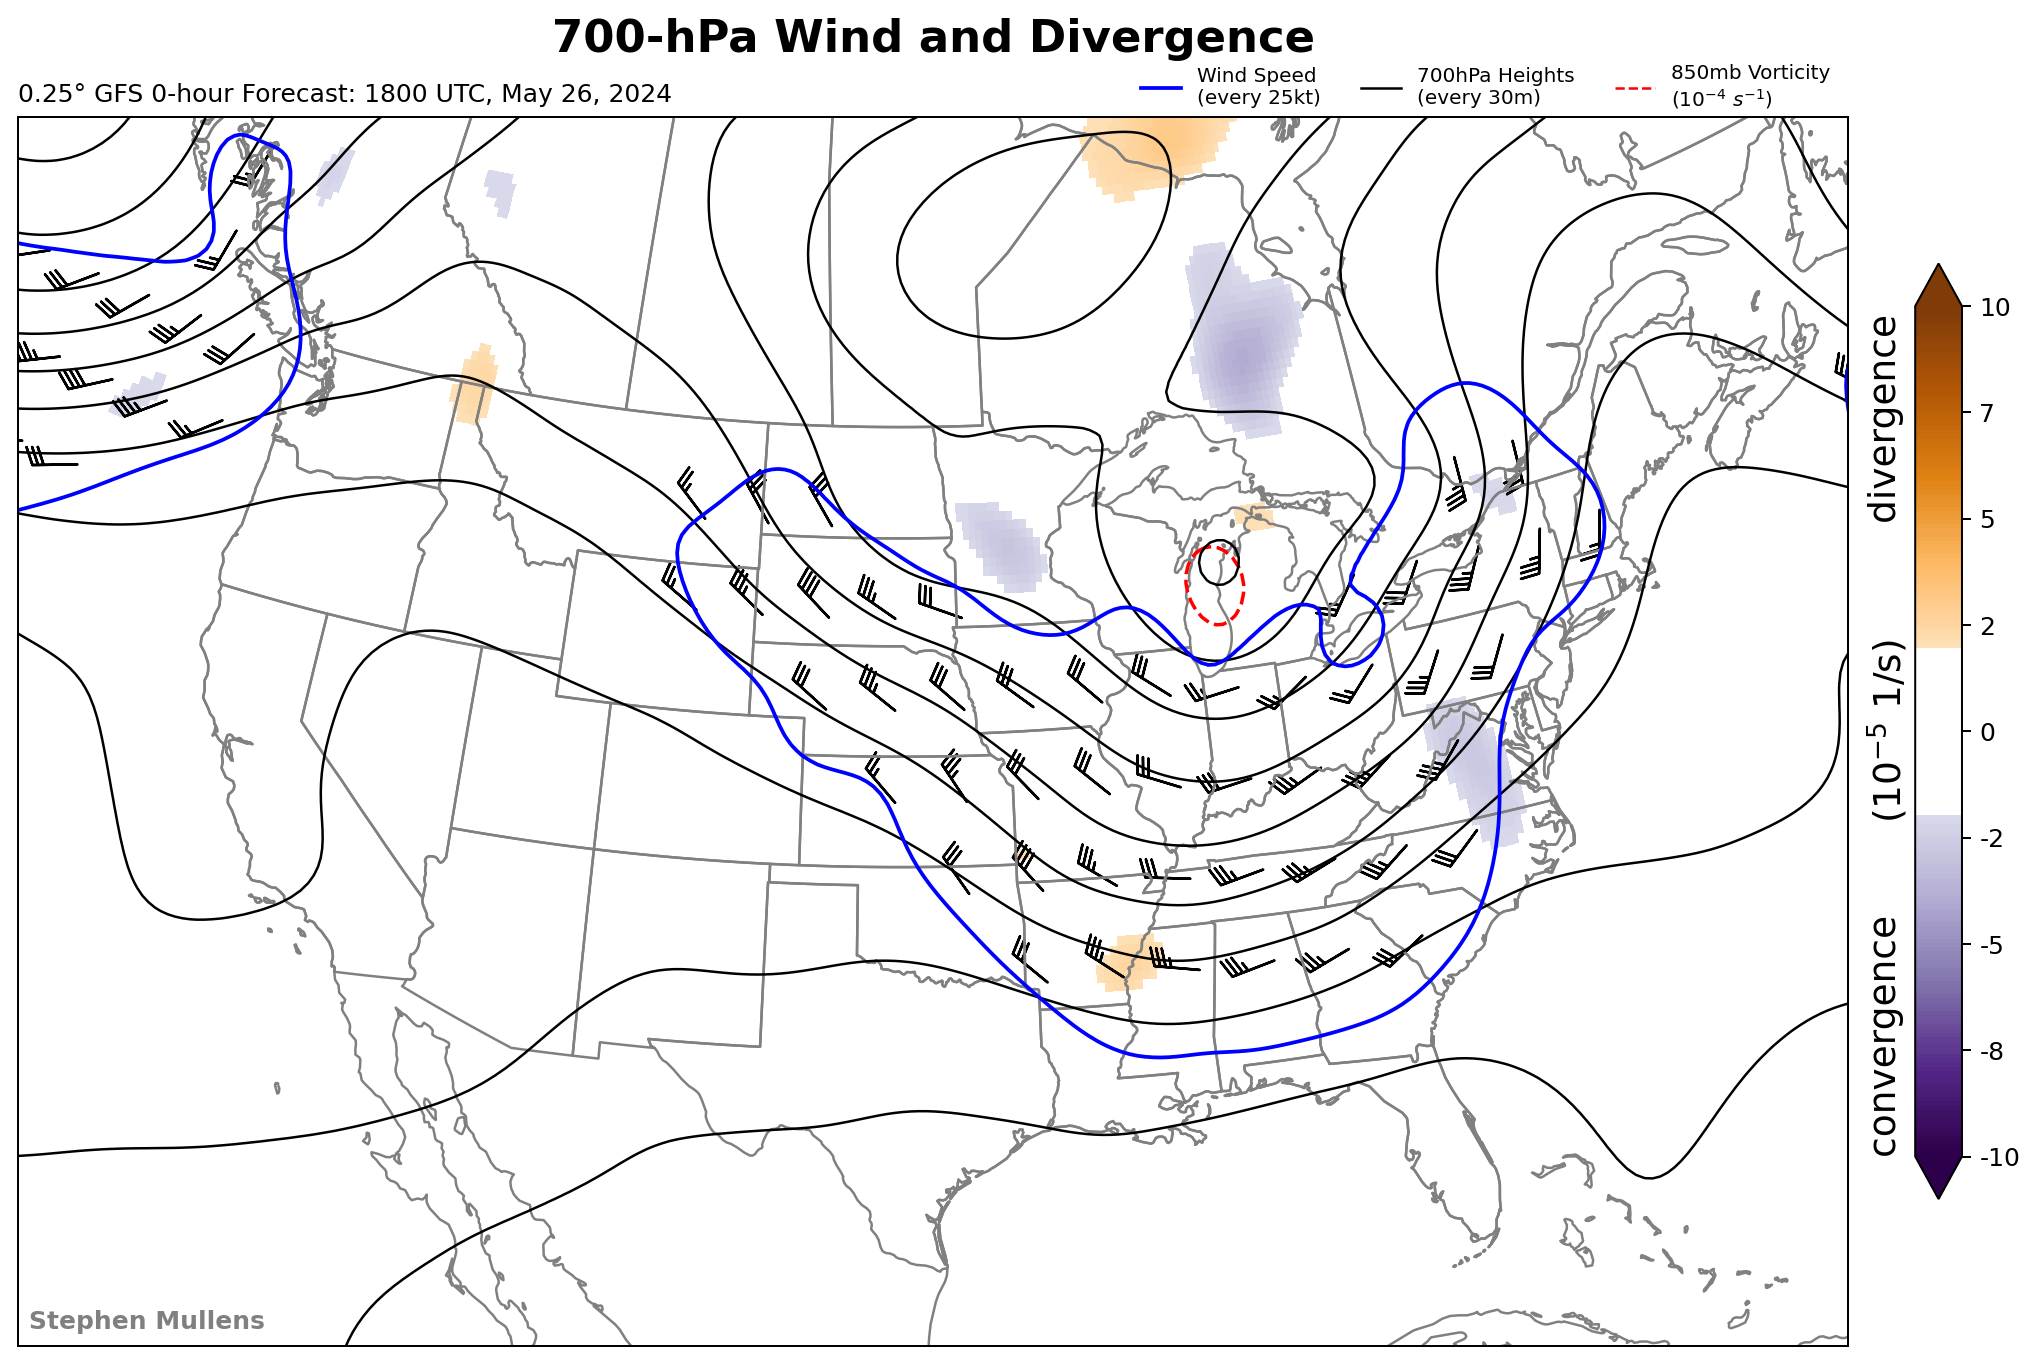 700-hPa Wind and Divergence
0.25° GFS 0-hour Forecast: 1800 UTC, May 26, 2024
Wind Speed
(every 25kt)
700hPa Heights
(every 30m)
850mb Vorticity
(10⁻⁴ s⁻¹)
10
7
5
2
0
-2
-5
-8
-10
convergence (10⁻⁵ 1/s) divergence
Stephen Mullens